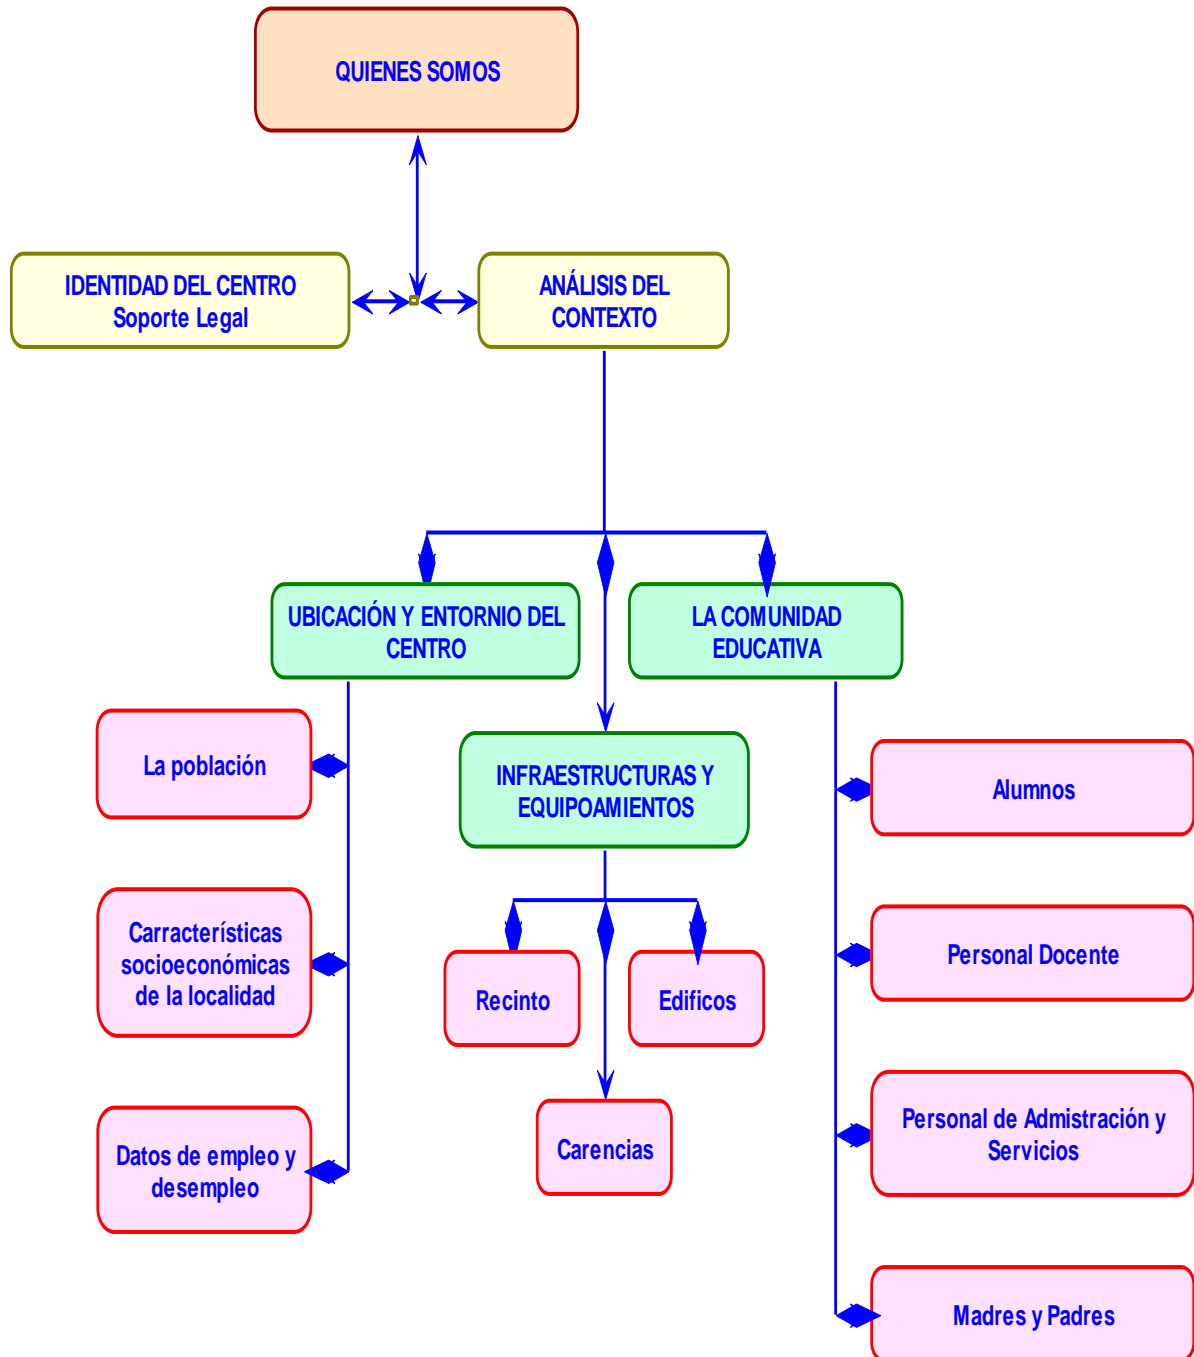 QUIENES SOMOS
IDENTIDAD DEL CENTRO
Soporte Legal
ANÁLISIS DEL
CONTEXTO
UBICACIÓN Y ENTORNIO DEL
CENTRO
LA COMUNIDAD
EDUCATIVA
INFRAESTRUCTURAS Y
EQUIPOAMIENTOS
La población
Carracterísticas
socioeconómicas
de la localidad
Datos de empleo y
desempleo
Recinto
Edificos
Carencias
Alumnos
Personal Docente
Personal de Admistración y
Servicios
Madres y Padres